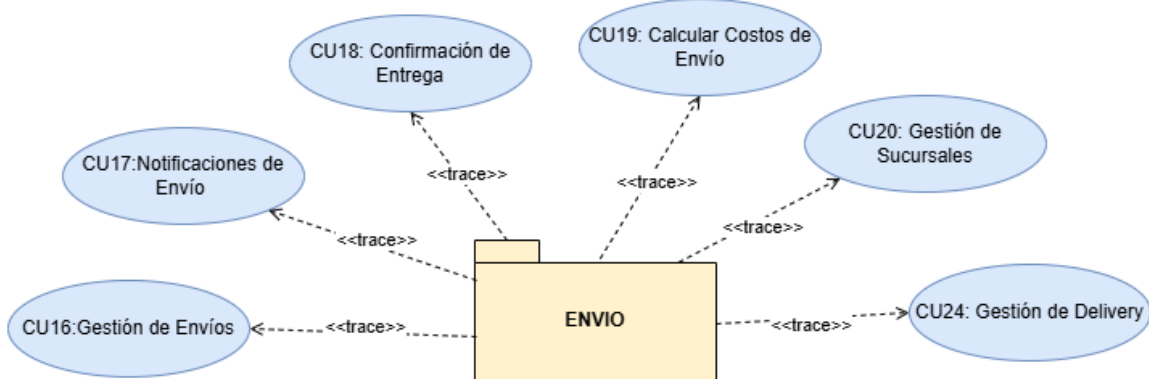 CU18: Confirmación de
Entrega
CU19: Calcular Costos de
Envío
CU20: Gestión de
Sucursales
CU17:Notificaciones de
Envío
<<trace>>
<<trace>>
<<trace>>
<<trace>>
CU16:Gestión de Envíos
<<trace>>
ENVIO
<<trace>>
CU24: Gestión de Delivery